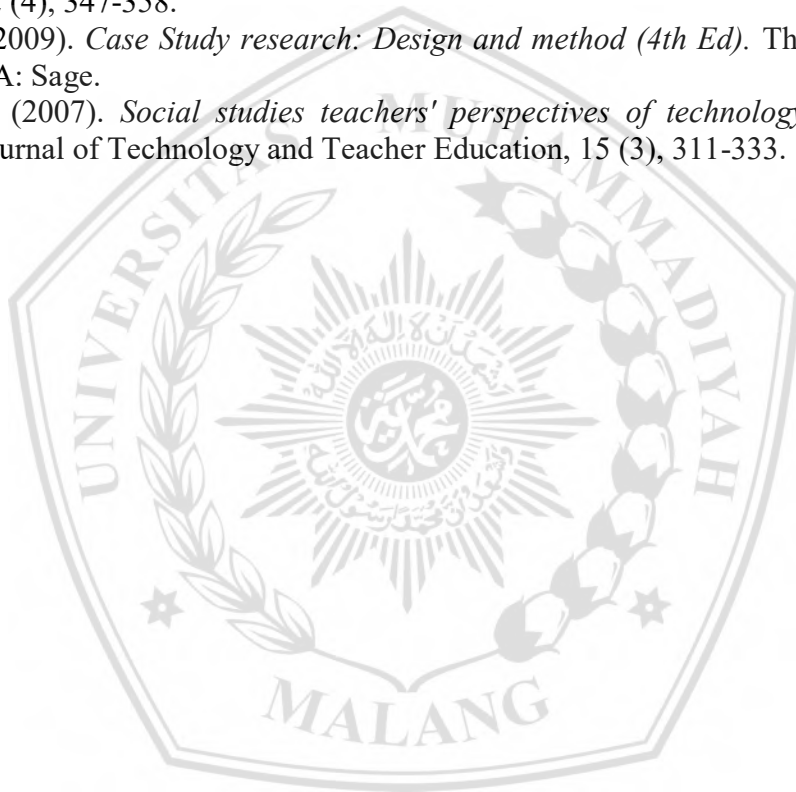 (4), 347-358.
2009). Case Study research: Design and method (4th Ed). Th
A: Sage.
(2007). Social studies teachers' perspectives of technology
urnal of Technology and Teacher Education, 15 (3), 311-333.
UNIVERSITAS MUHAMMADIYAH
MALANG